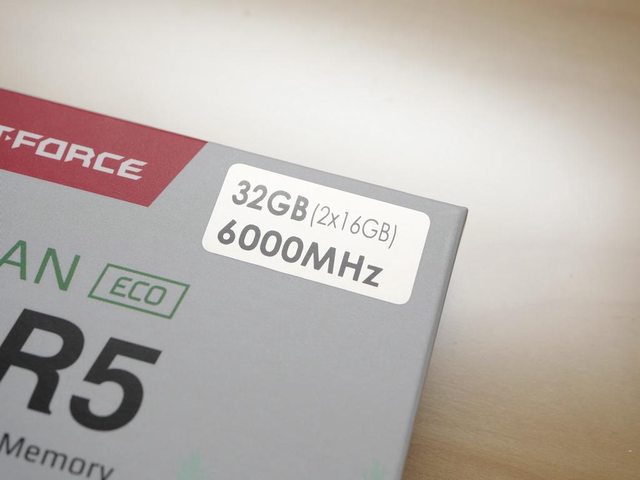 T-FORCE
32GB (2x16GB)
6000MHz
AN ECO
R5
Memory